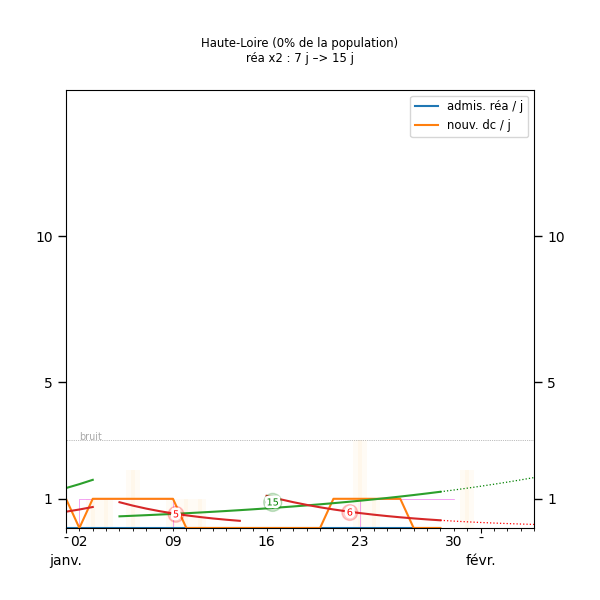 Haute-Loire (0% de la population)
réa x2 : 7 j –> 15 j
admis. réa / j
nouv. dc / j
10 10
5 5
bruit
1 1
5 15 6
02 09 16 23 30
janv. févr.